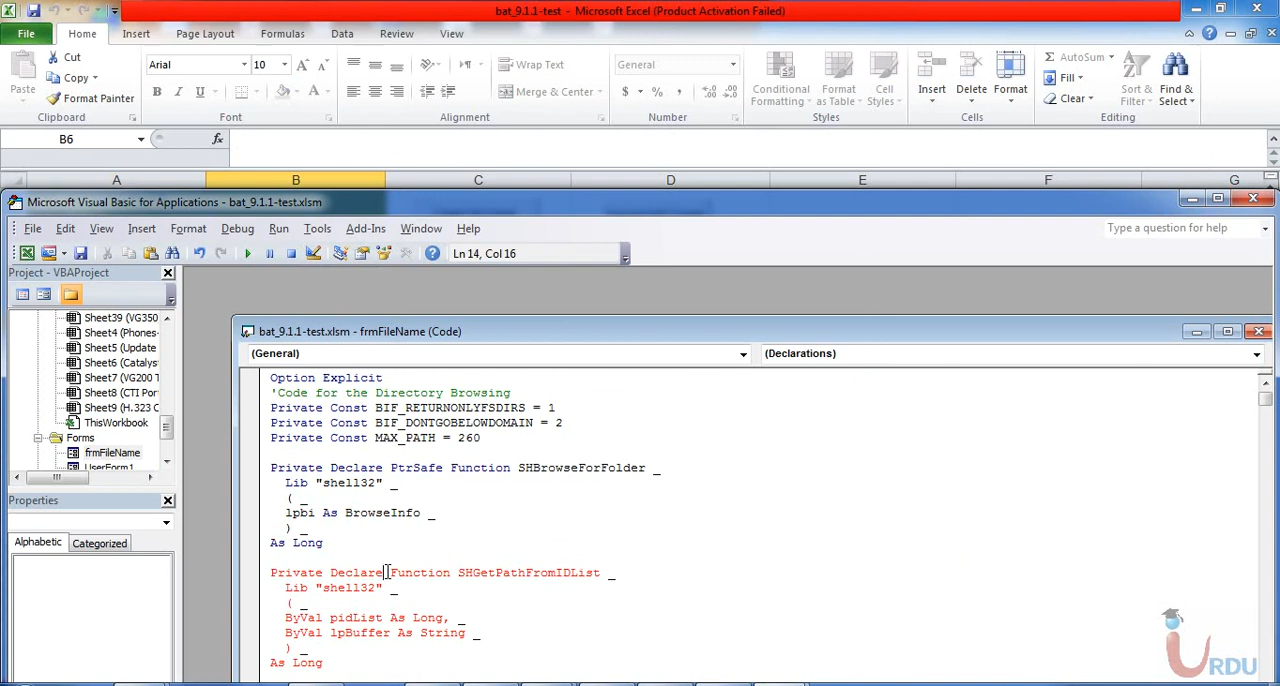 bat_9.1.1-test - Microsoft Excel (Product Activation Failed)
File Home Insert Page Layout Formulas Data Review View
Cut
Copy
Format Painter
Paste
Clipboard
Arial 10
B I U
Font
Wrap Text
Merge & Center
Alignment
General
$ % ,
Number
Conditional Formatting
Format as Table
Cell Styles
Styles
Insert Delete Format
Cells
Σ AutoSum
Fill
Clear
Sort & Filter
Find & Select
Editing
B6 fx
A B C D E F G
Microsoft Visual Basic for Applications - bat_9.1.1-test.xlsm
File Edit View Insert Format Debug Run Tools Add-Ins Window Help
Type a question for help
Ln 14, Col 16
Project - VBAProject
Sheet39 (VG350
Sheet4 (Phones-
Sheet5 (Update
Sheet6 (Catalyst
Sheet7 (VG200 T
Sheet8 (CTI Port
Sheet9 (H.323 C
ThisWorkbook
Forms
frmFileName
UserForm1
Properties
Alphabetic Categorized
bat_9.1.1-test.xlsm - frmFileName (Code)
(General) (Declarations)
Option Explicit
'Code for the Directory Browsing
Private Const BIF_RETURNONLYFSDIRS = 1
Private Const BIF_DONTGOBELOWDOMAIN = 2
Private Const MAX_PATH = 260
Private Declare PtrSafe Function SHBrowseForFolder _
Lib "shell32" _
( _
lpbi As BrowseInfo _
) _
As Long
Private Declare Function SHGetPathFromIDList _
Lib "shell32" _
( _
ByVal pidList As Long, _
ByVal lpBuffer As String _
) _
As Long
URDU